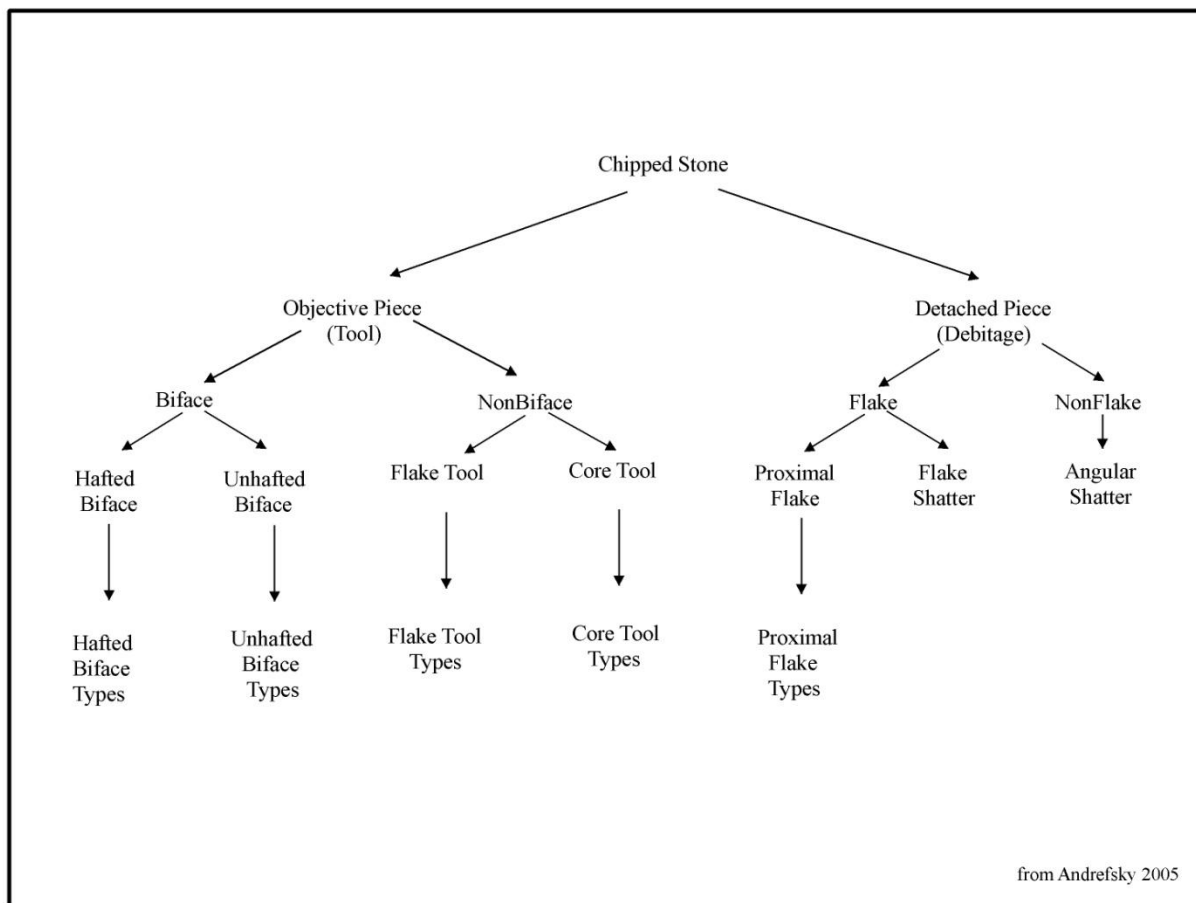 Chipped Stone
Objective Piece
(Tool)
Detached Piece
(Debitage)
Biface
NonBiface
Flake
NonFlake
Hafted
Biface
Unhafted
Biface
Flake Tool
Core Tool
Proximal
Flake
Flake
Shatter
Angular
Shatter
Hafted
Biface
Types
Unhafted
Biface
Types
Flake Tool
Types
Core Tool
Types
Proximal
Flake
Types
from Andrefsky 2005